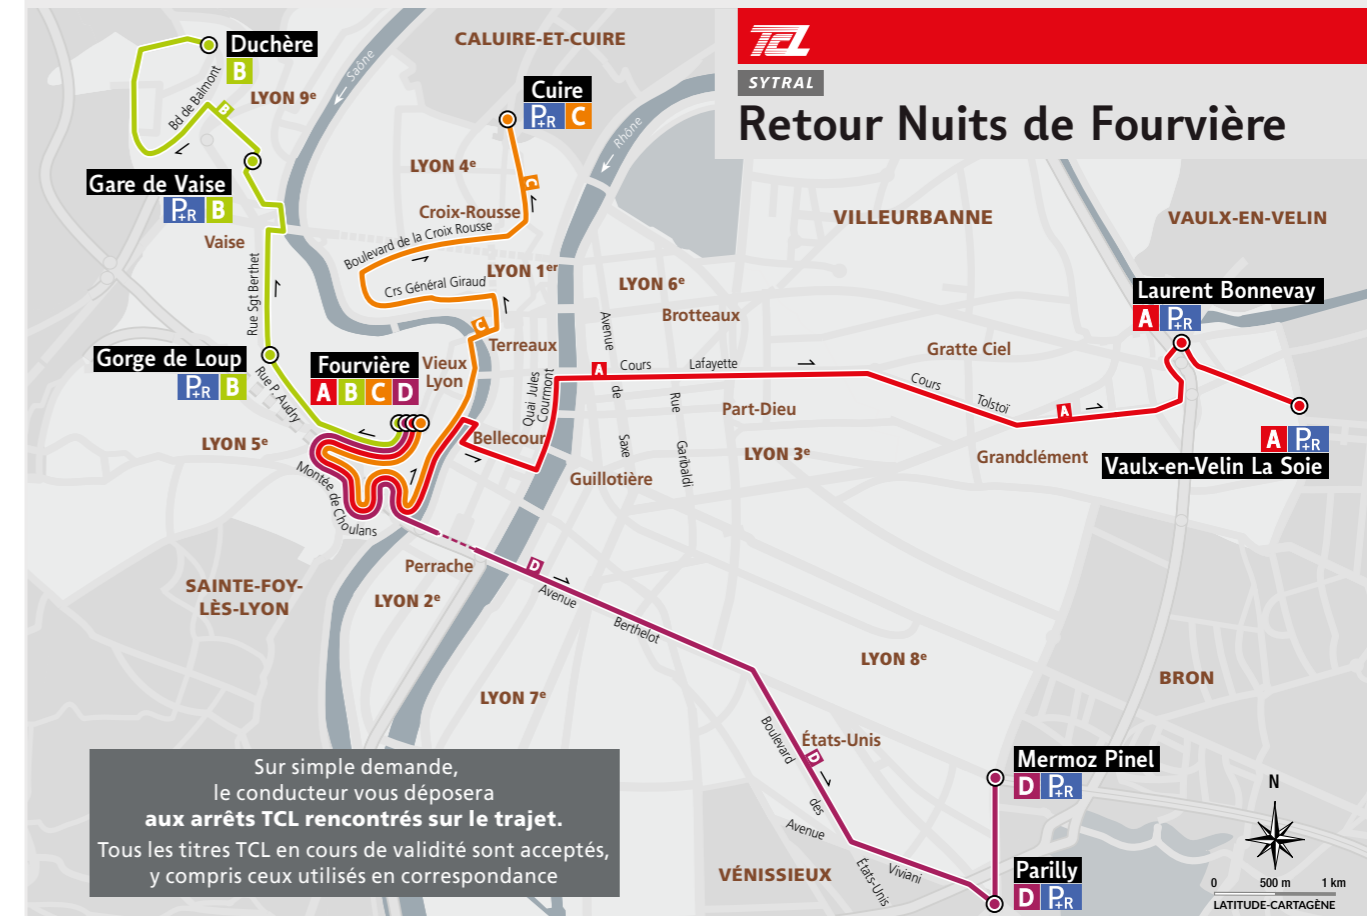 TCL
SYTRAL
Retour Nuits de Fourvière
CALUIRE-ET-CUIRE
Saône
Duchère
B
Bd de Balmont
B
LYON 9e
Cuire
P+R C
Rhône
LYON 4e
C
Gare de Vaise
P+R B
Croix-Rousse
Boulevard de la Croix Rousse
Vaise
VILLEURBANNE
VAULX-EN-VELIN
LYON 1er
Crs Général Giraud
LYON 6e
Laurent Bonnevay
A P+R
Rue Sgt Berthet
Brotteaux
C
Terreaux
Avenue
de
Saxe
Gorge de Loup
P+R B
Fourvière
A B C D
Vieux
Lyon
Gratte Ciel
Rue P. Audry
Quai Jules
Courmont
A
Cours
Lafayette
Cours
Tolstoï
A
Rue
Garibaldi
Part-Dieu
LYON 5e
Bellecour
LYON 3e
Grandclément
A P+R
Vaulx-en-Velin La Soie
Guillotière
Montée de Choulans
Perrache
D
Avenue
Berthelot
SAINTE-FOY-
LÈS-LYON
LYON 2e
LYON 8e
LYON 7e
BRON
Boulevard
des
États-Unis
États-Unis
D
Mermoz Pinel
D P+R
Avenue
Viviani
VÉNISSIEUX
Parilly
D P+R
Sur simple demande,
le conducteur vous déposera
aux arrêts TCL rencontrés sur le trajet.
Tous les titres TCL en cours de validité sont acceptés,
y compris ceux utilisés en correspondance
N
0 500 m 1 km
LATITUDE-CARTAGÈNE